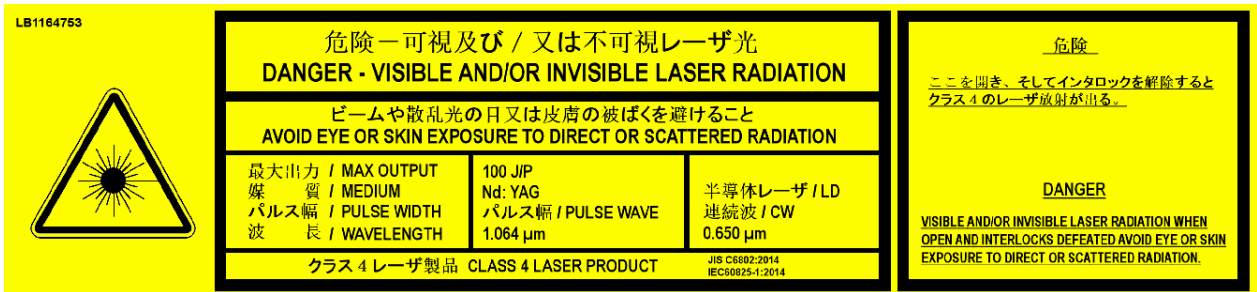 LB1164753
危険－可視及び / 又は不可視レーザ光
DANGER - VISIBLE AND/OR INVISIBLE LASER RADIATION
ビームや散乱光の日又は皮膚の被ばくを避けること
AVOID EYE OR SKIN EXPOSURE TO DIRECT OR SCATTERED RADIATION
最大出力 / MAX OUTPUT 100 J/P
媒 質 / MEDIUM Nd: YAG 半導体レーザ / LD
パルス幅 / PULSE WIDTH パルス幅 / PULSE WAVE 連続波 / CW
波 長 / WAVELENGTH 1.064 μm 0.650 μm
クラス4レーザ製品 CLASS 4 LASER PRODUCT
JIS C6802:2014
IEC60825-1:2014
危険
ここを開き、そしてインタロックを解除すると
クラス4のレーザ放射が出る。
DANGER
VISIBLE AND/OR INVISIBLE LASER RADIATION WHEN
OPEN AND INTERLOCKS DEFEATED AVOID EYE OR SKIN
EXPOSURE TO DIRECT OR SCATTERED RADIATION.